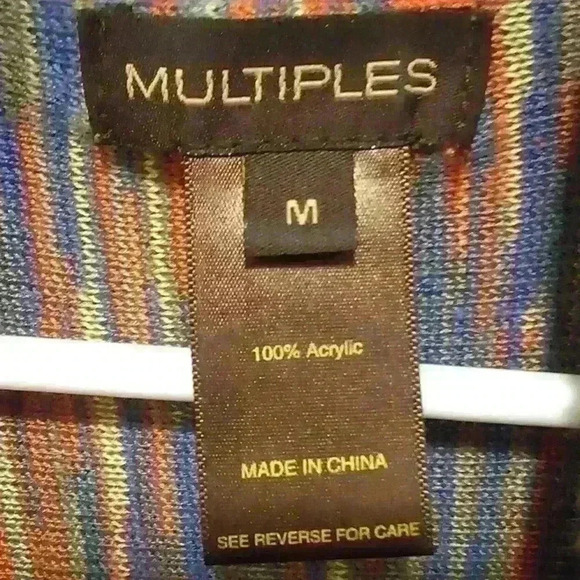 MULTIPLES
M
100% Acrylic
MADE IN CHINA
SEE REVERSE FOR CARE